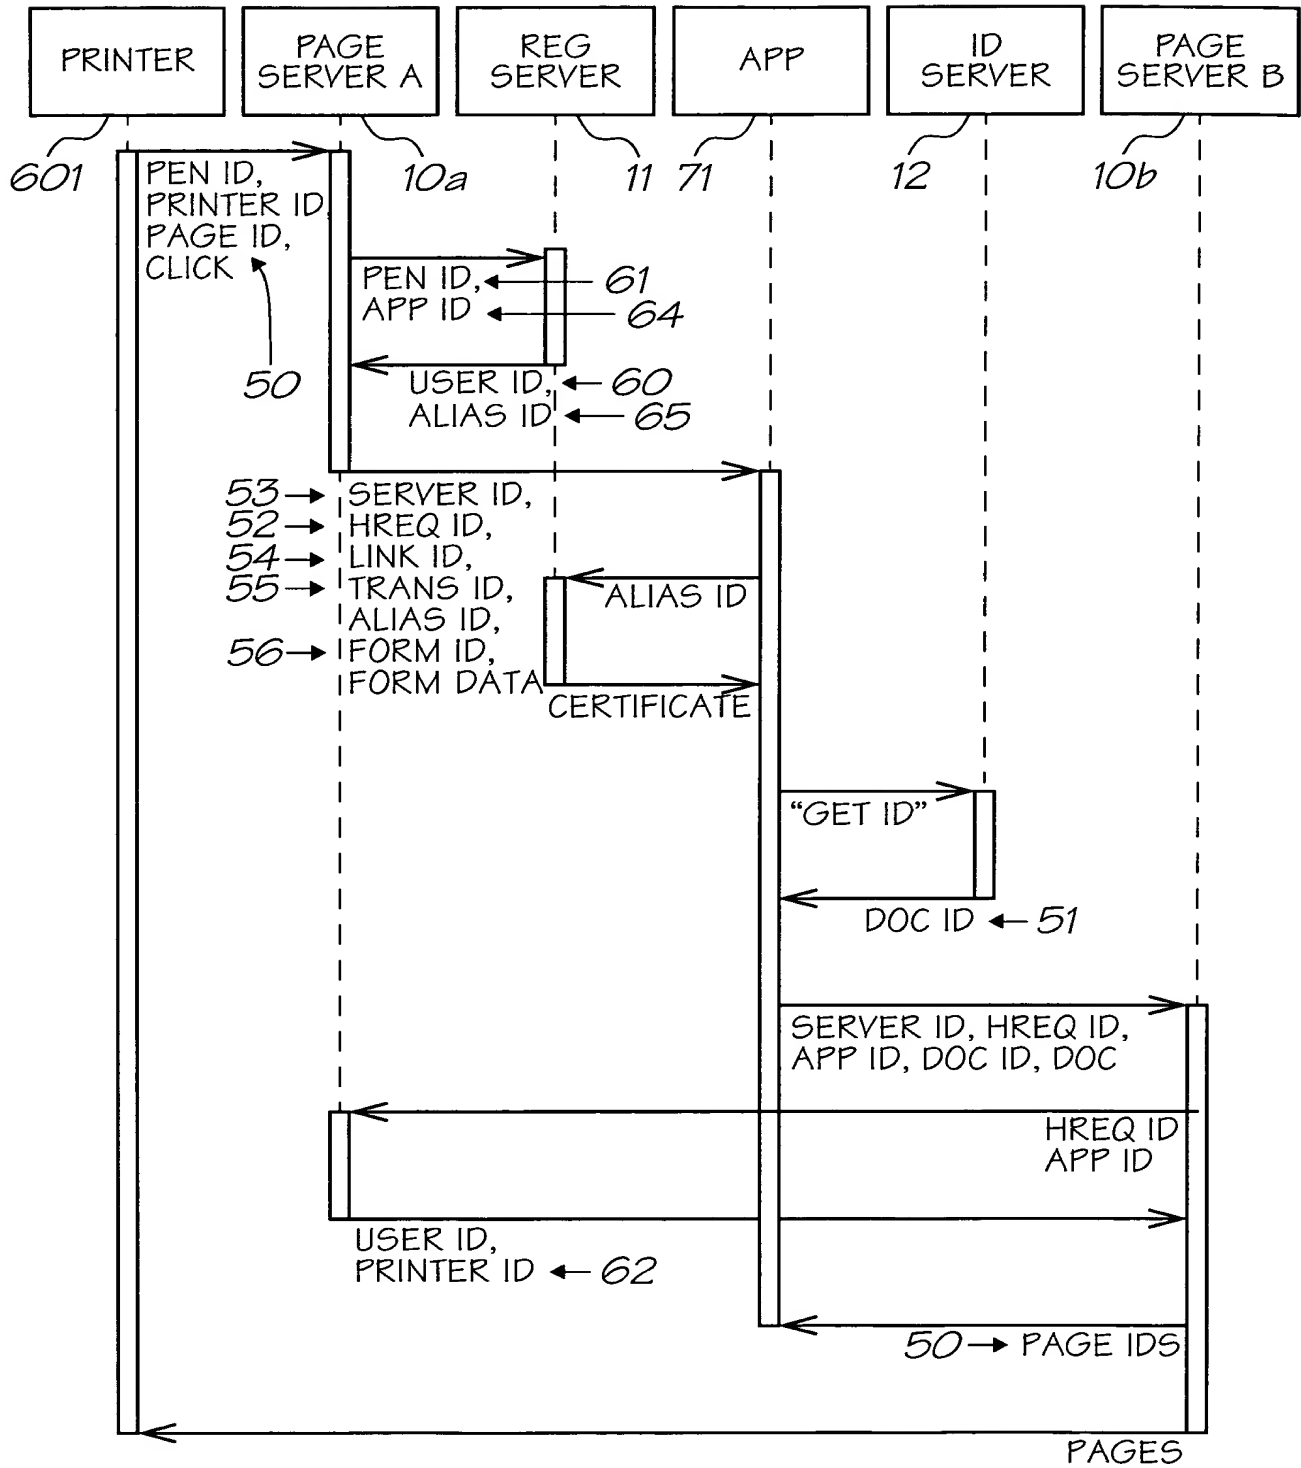 PRINTER
PAGE
SERVER A
REG
SERVER
APP
ID
SERVER
PAGE
SERVER B
601
10a
11
71
12
10b
PEN ID,
PRINTER ID
PAGE ID,
CLICK
50
PEN ID,
61
APP ID
64
USER ID,
60
ALIAS ID
65
53
SERVER ID,
52
HREQ ID,
54
LINK ID,
55
TRANS ID,
ALIAS ID,
56
FORM ID,
FORM DATA
ALIAS ID
CERTIFICATE
“GET ID”
DOC ID
51
SERVER ID, HREQ ID,
APP ID, DOC ID, DOC
HREQ ID
APP ID
USER ID,
PRINTER ID
62
50
PAGE IDS
PAGES